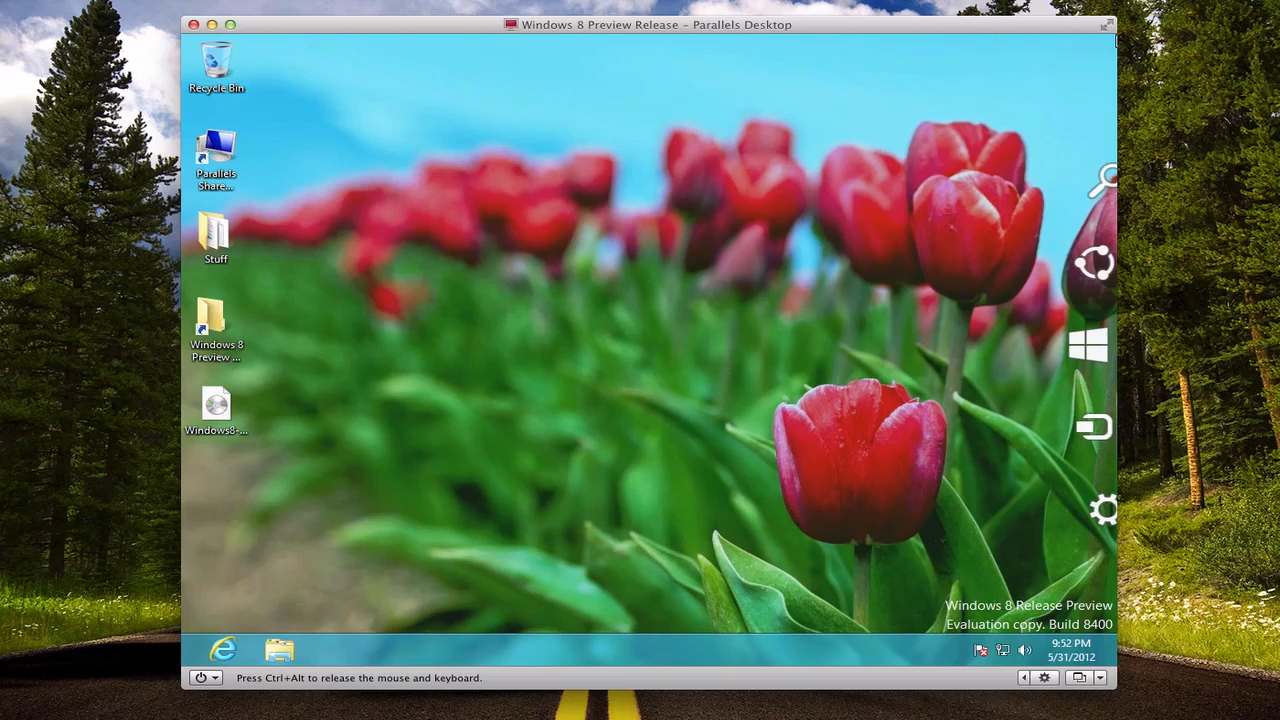 Windows 8 Preview Release – Parallels Desktop
Recycle Bin
Parallels
Share...
Stuff
Windows 8
Preview ...
Windows8-...
Windows 8 Release Preview
Evaluation copy. Build 8400
9:52 PM
5/31/2012
Press Ctrl+Alt to release the mouse and keyboard.